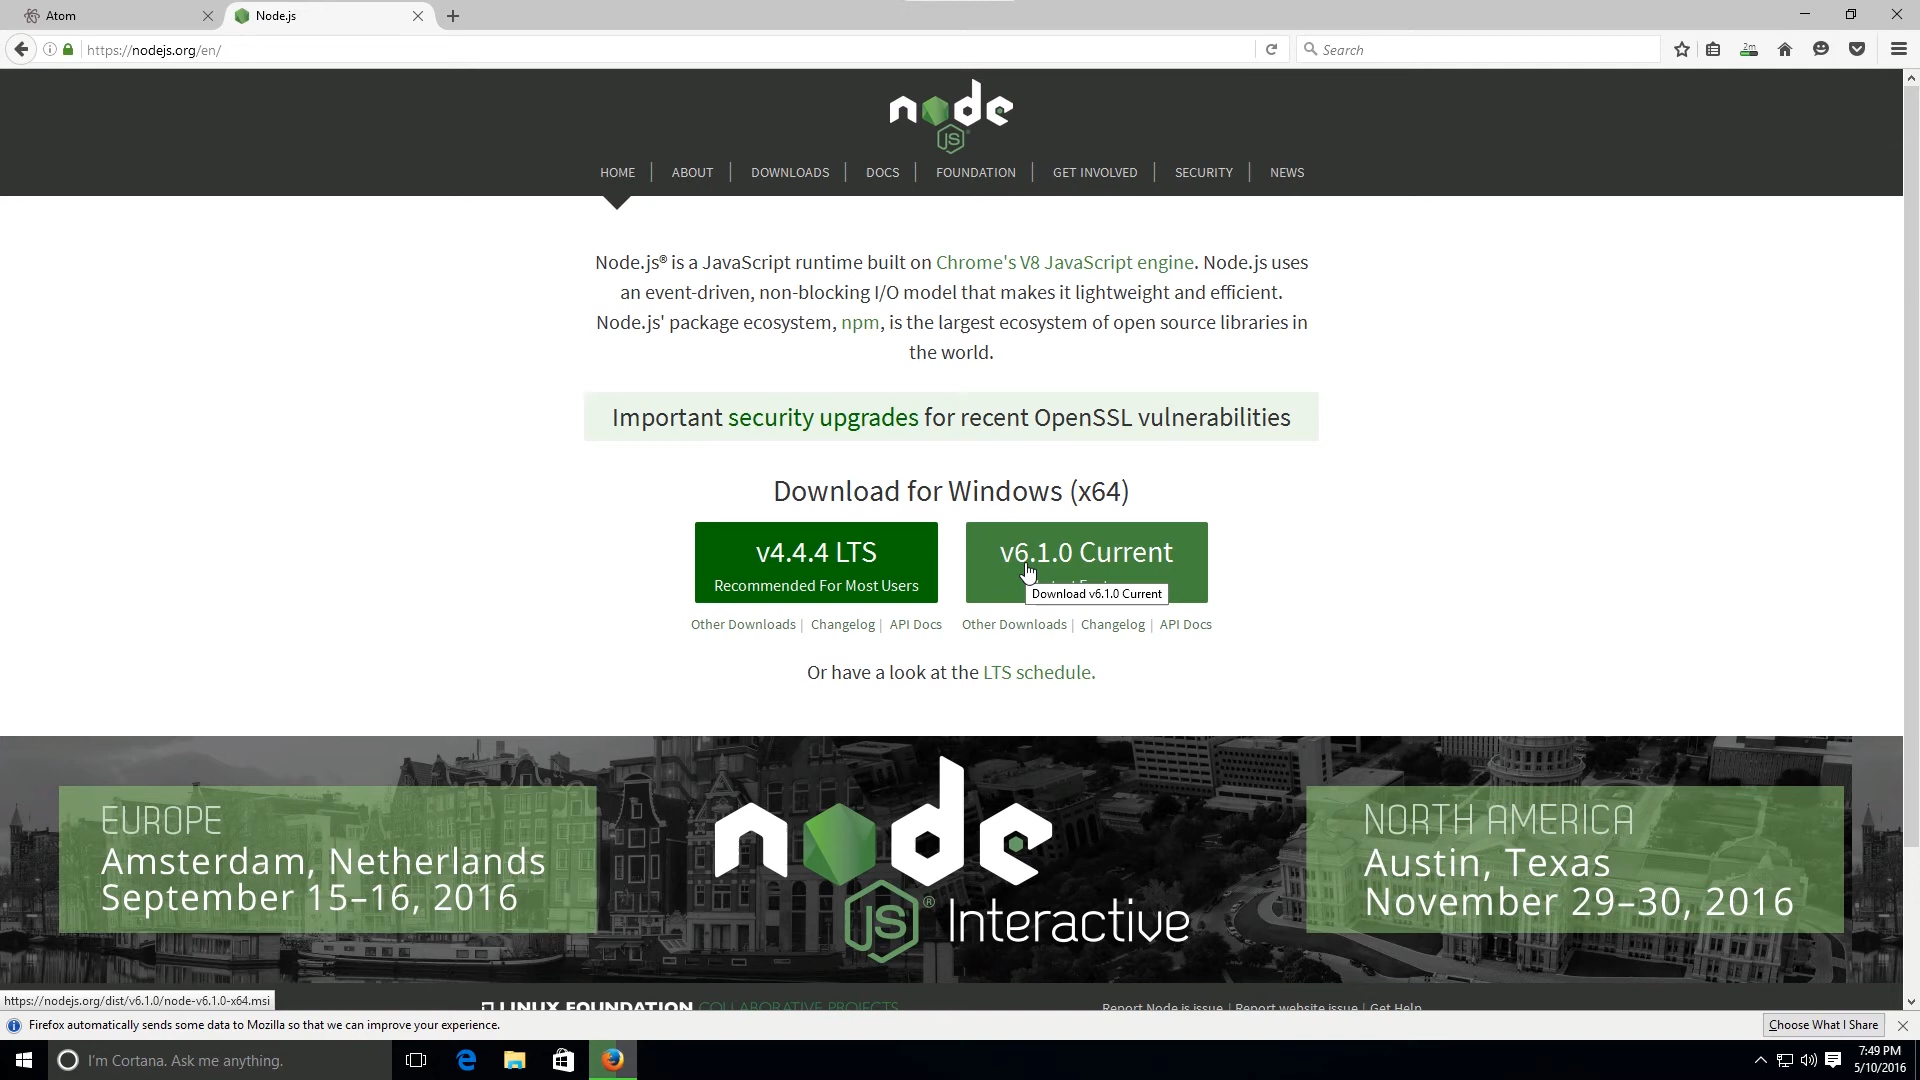 Atom
Node.js
https://nodejs.org/en/
Search
2m
node
JS
HOME | ABOUT | DOWNLOADS | DOCS | FOUNDATION | GET INVOLVED | SECURITY | NEWS
Node.js® is a JavaScript runtime built on Chrome's V8 JavaScript engine. Node.js uses
an event-driven, non-blocking I/O model that makes it lightweight and efficient.
Node.js' package ecosystem, npm, is the largest ecosystem of open source libraries in
the world.
Important security upgrades for recent OpenSSL vulnerabilities
Download for Windows (x64)
v4.4.4 LTS
Recommended For Most Users
v6.1.0 Current
Download v6.1.0 Current
Other Downloads | Changelog | API Docs
Other Downloads | Changelog | API Docs
Or have a look at the LTS schedule.
EUROPE
Amsterdam, Netherlands
September 15–16, 2016
node
JS® Interactive
NORTH AMERICA
Austin, Texas
November 29–30, 2016
https://nodejs.org/dist/v6.1.0/node-v6.1.0-x64.msi
LINUX FOUNDATION COLLABORATIVE PROJECTS
Report Node.js issue | Report website issue | Get Help
Firefox automatically sends some data to Mozilla so that we can improve your experience.
Choose What I Share
I'm Cortana. Ask me anything.
7:49 PM
5/10/2016